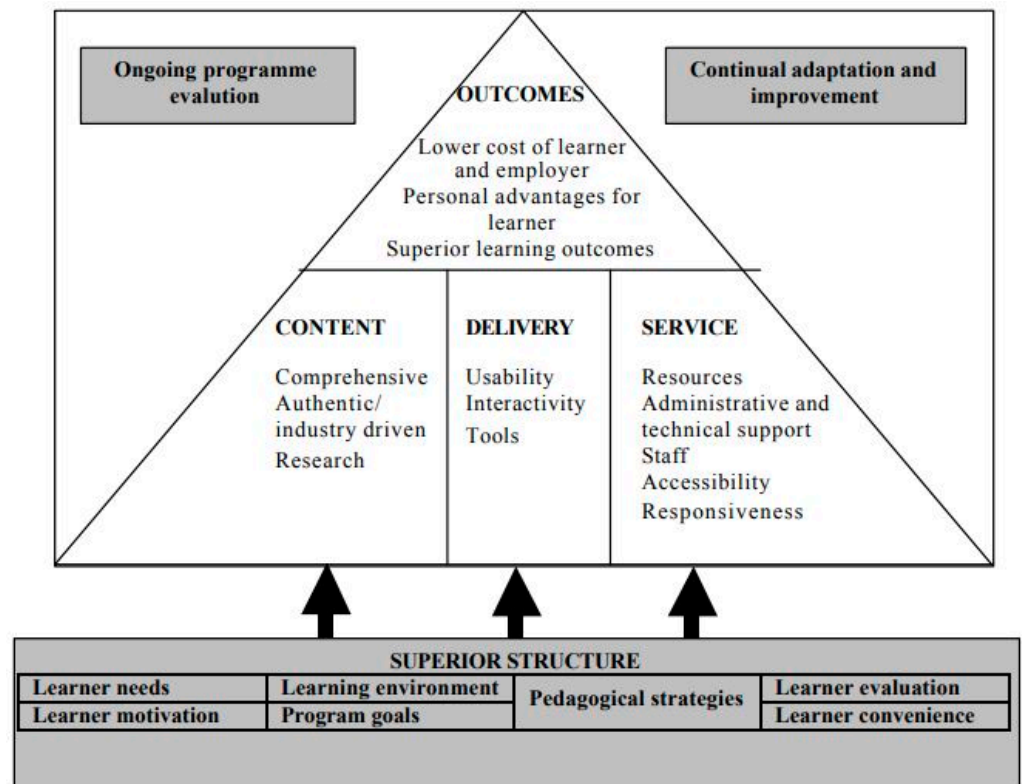 Ongoing programme
evalution
Continual adaptation and
improvement
OUTCOMES
Lower cost of learner
and employer
Personal advantages for
learner
Superior learning outcomes
CONTENT
Comprehensive
Authentic/
industry driven
Research
DELIVERY
Usability
Interactivity
Tools
SERVICE
Resources
Administrative and
technical support
Staff
Accessibility
Responsiveness
SUPERIOR STRUCTURE
Learner needs
Learning environment
Pedagogical strategies
Learner evaluation
Learner motivation
Program goals
Learner convenience